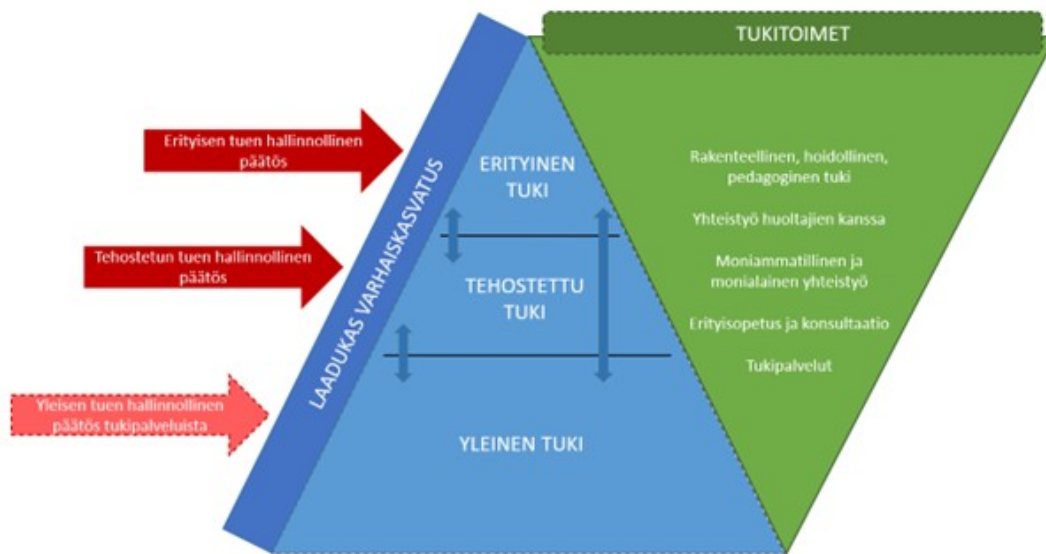 TUKITOIMET
Erityisen tuen hallinnollinen
päätös
Tehostetun tuen hallinnollinen
päätös
Yleisen tuen hallinnollinen
päätös tukipalveluista
LAADUKAS VARHAISKASVATUS
ERITYINEN
TUKI
TEHOSTETTU
TUKI
YLEINEN TUKI
Rakenteellinen, hoidollinen,
pedagoginen tuki
Yhteistyö huoltajien kanssa
Moniammatillinen ja
monialainen yhteistyö
Erityisopetus ja konsultaatio
Tukipalvelut